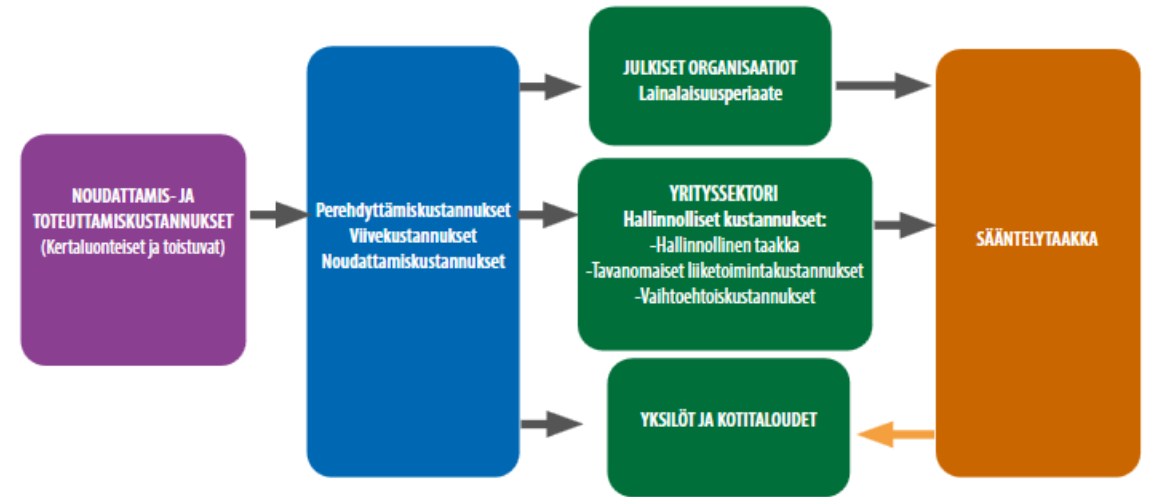 NOUDATTAMIS- JA
TOTEUTTAMISKUSTANNUKSET
(Kertaluonteiset ja toistuvat)
Perehdyttämiskustannukset
Viivekustannukset
Noudattamiskustannukset
JULKISET ORGANISAATIOT
Lainalaisuusperiaate
YRITYSSEKTORI
Hallinnolliset kustannukset:
-Hallinnollinen taakka
-Tavanomaiset liiketoimintakustannukset
-Vaihtoehtoiskustannukset
YKSILÖT JA KOTITALOUDET
SÄÄNTELYTAAKKA